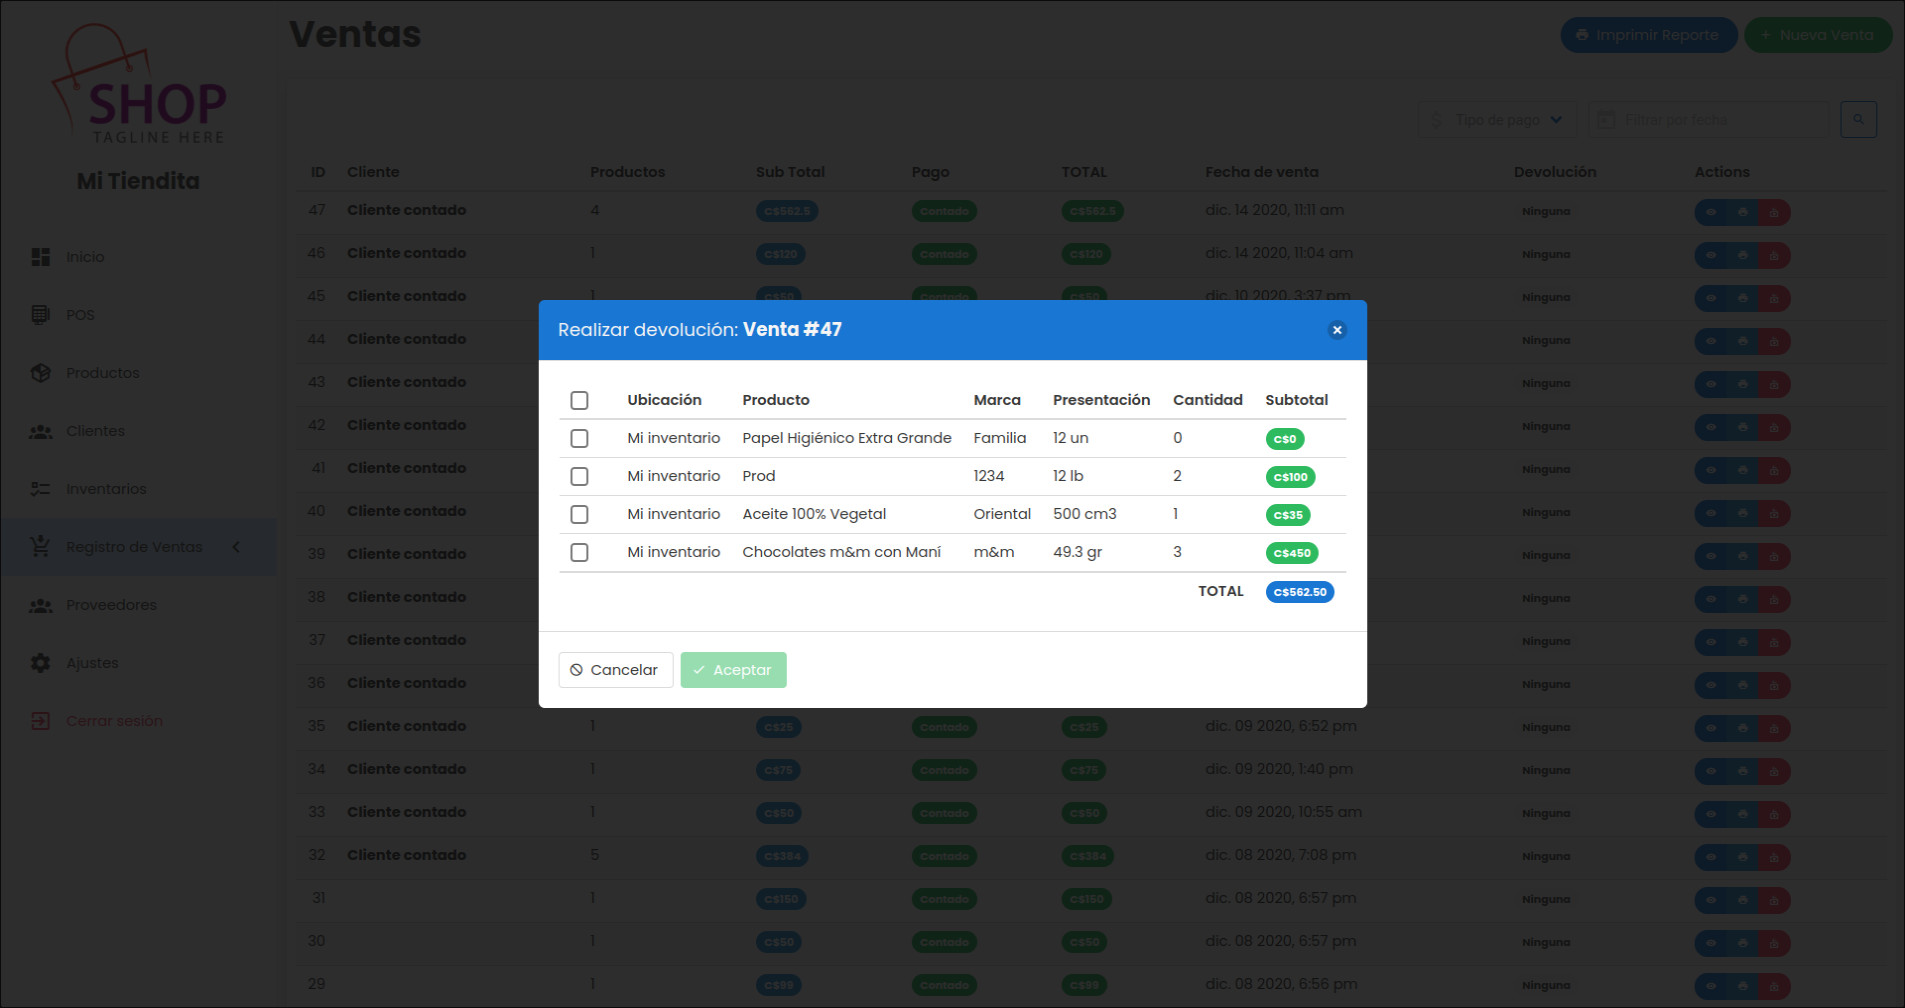 SHOP
TAGLINE HERE
Mi Tiendita
Inicio
POS
Productos
Clientes
Inventarios
Registro de Ventas
Proveedores
Ajustes
Cerrar sesión
Ventas
Imprimir Reporte
+ Nueva Venta
Tipo de pago
Filtrar por fecha
ID Cliente Productos Sub Total Pago TOTAL Fecha de venta Devolución Actions
47 Cliente contado 4 C$562.5 Contado C$562.5 dic. 14 2020, 11:11 am Ninguna
46 Cliente contado 1 C$120 Contado C$120 dic. 14 2020, 11:04 am Ninguna
45 Cliente contado 1 C$50 Contado C$50 dic. 10 2020, 3:37 pm Ninguna
44 Cliente contado Ninguna
43 Cliente contado Ninguna
42 Cliente contado Ninguna
41 Cliente contado Ninguna
40 Cliente contado Ninguna
39 Cliente contado Ninguna
38 Cliente contado Ninguna
37 Cliente contado Ninguna
36 Cliente contado Ninguna
35 Cliente contado 1 C$25 Contado C$25 dic. 09 2020, 6:52 pm Ninguna
34 Cliente contado 1 C$75 Contado C$75 dic. 09 2020, 1:40 pm Ninguna
33 Cliente contado 1 C$50 Contado C$50 dic. 09 2020, 10:55 am Ninguna
32 Cliente contado 5 C$384 Contado C$384 dic. 08 2020, 7:08 pm Ninguna
31 1 C$150 Contado C$150 dic. 08 2020, 6:57 pm Ninguna
30 1 C$50 Contado C$50 dic. 08 2020, 6:57 pm Ninguna
29 1 C$99 Contado C$99 dic. 08 2020, 6:56 pm Ninguna
Realizar devolución: Venta #47
Ubicación Producto Marca Presentación Cantidad Subtotal
Mi inventario Papel Higiénico Extra Grande Familia 12 un 0 C$0
Mi inventario Prod 1234 12 lb 2 C$100
Mi inventario Aceite 100% Vegetal Oriental 500 cm3 1 C$35
Mi inventario Chocolates m&m con Maní m&m 49.3 gr 3 C$450
TOTAL C$562.50
Cancelar
Aceptar